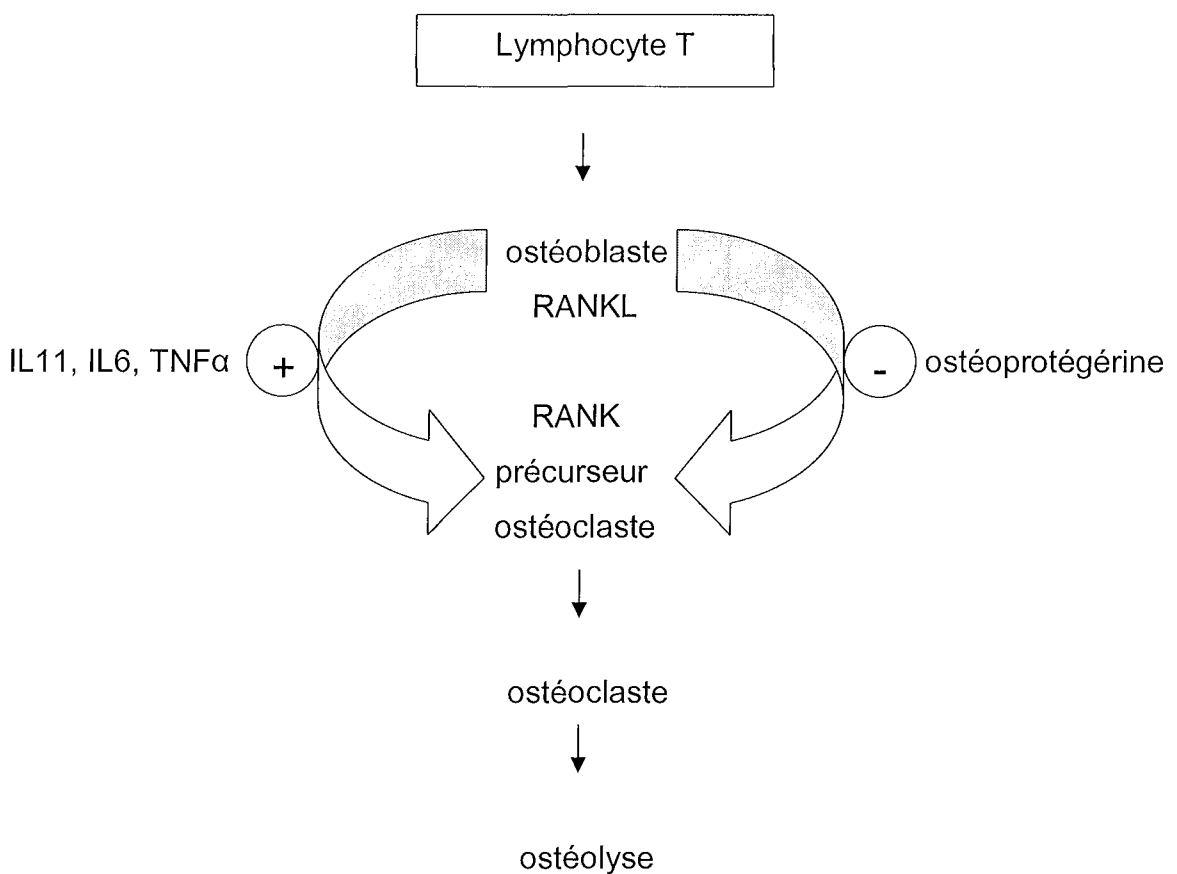 Lymphocyte T
ostéoblaste
RANKL
IL11, IL6, TNFα
+
-
ostéoprotégérine
RANK
précurseur
ostéoclaste
ostéoclaste
ostéolyse